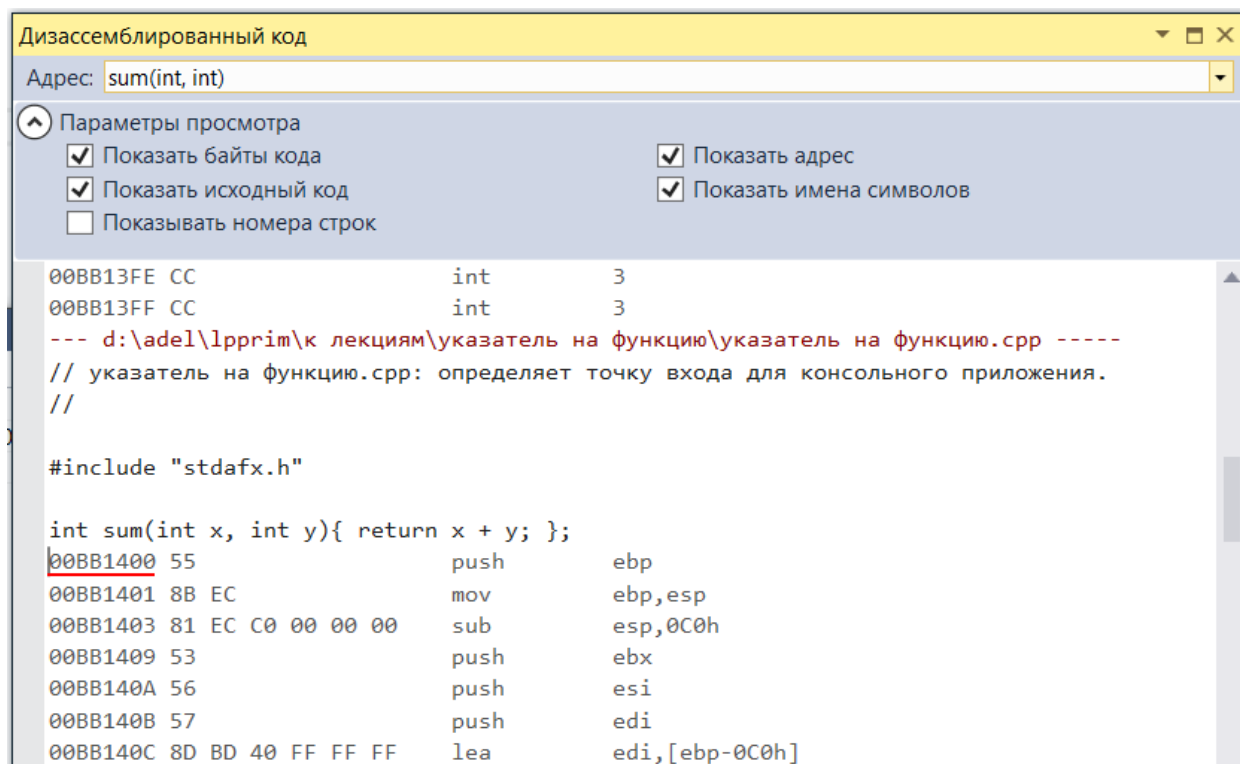 Дизассемблированный код
Адрес: sum(int, int)
Параметры просмотра
Показать байты кода Показать адрес
Показать исходный код Показать имена символов
Показывать номера строк
00BB13FE CC int 3
00BB13FF CC int 3
--- d:\adel\lpprim\к лекциям\указатель на функцию\указатель на функцию.cpp -----
// указатель на функцию.cpp: определяет точку входа для консольного приложения.
//
#include "stdafx.h"
int sum(int x, int y){ return x + y; };
00BB1400 55 push ebp
00BB1401 8B EC mov ebp,esp
00BB1403 81 EC C0 00 00 00 sub esp,0C0h
00BB1409 53 push ebx
00BB140A 56 push esi
00BB140B 57 push edi
00BB140C 8D BD 40 FF FF FF lea edi,[ebp-0C0h]